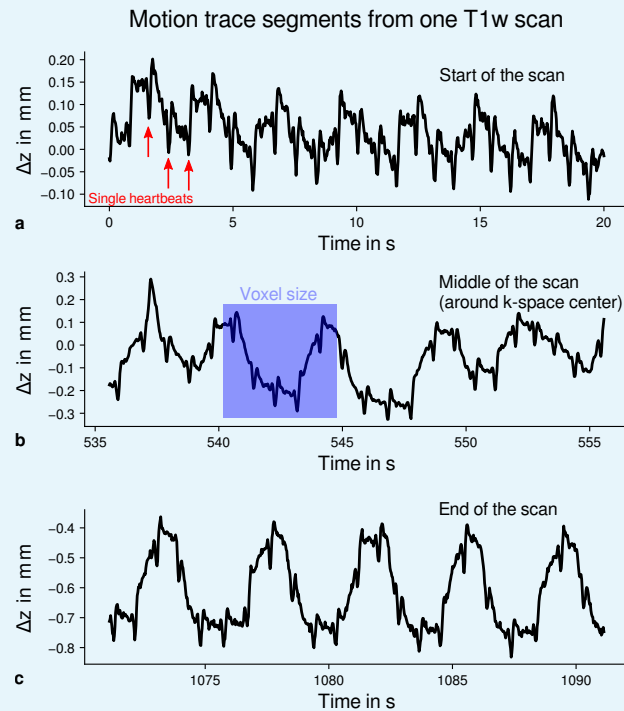 Motion trace segments from one T1w scan
Start of the scan
Δz in mm
0.20
0.15
0.10
0.05
0.00
−0.05
−0.10
Single heartbeats
0
5
10
15
20
Time in s
a
Middle of the scan
(around k-space center)
Voxel size
Δz in mm
0.3
0.2
0.1
0.0
−0.1
−0.2
−0.3
535
540
545
550
555
Time in s
b
End of the scan
Δz in mm
−0.4
−0.5
−0.6
−0.7
−0.8
1075
1080
1085
1090
Time in s
c